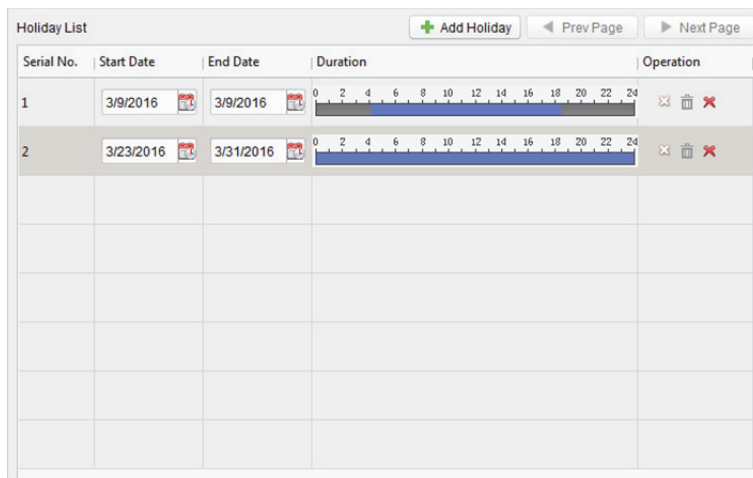 Holiday List Add Holiday Prev Page Next Page
Serial No. Start Date End Date Duration Operation
0 2 4 6 8 10 12 14 16 18 20 22 24
1 3/9/2016 3/9/2016
0 2 4 6 8 10 12 14 16 18 20 22 24
2 3/23/2016 3/31/2016